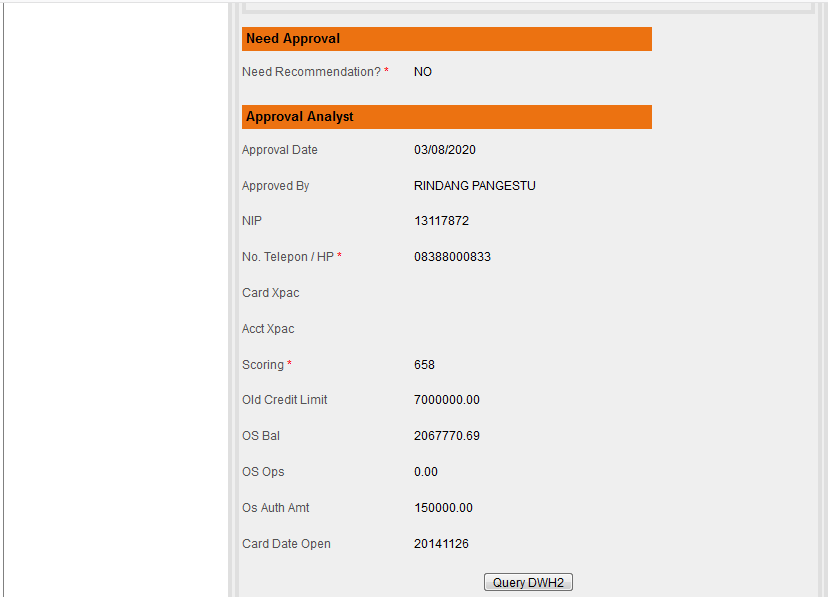 Need Approval
Need Recommendation? * NO
Approval Analyst
Approval Date 03/08/2020
Approved By RINDANG PANGESTU
NIP 13117872
No. Telepon / HP * 08388000833
Card Xpac
Acct Xpac
Scoring * 658
Old Credit Limit 7000000.00
OS Bal 2067770.69
OS Ops 0.00
Os Auth Amt 150000.00
Card Date Open 20141126
Query DWH2